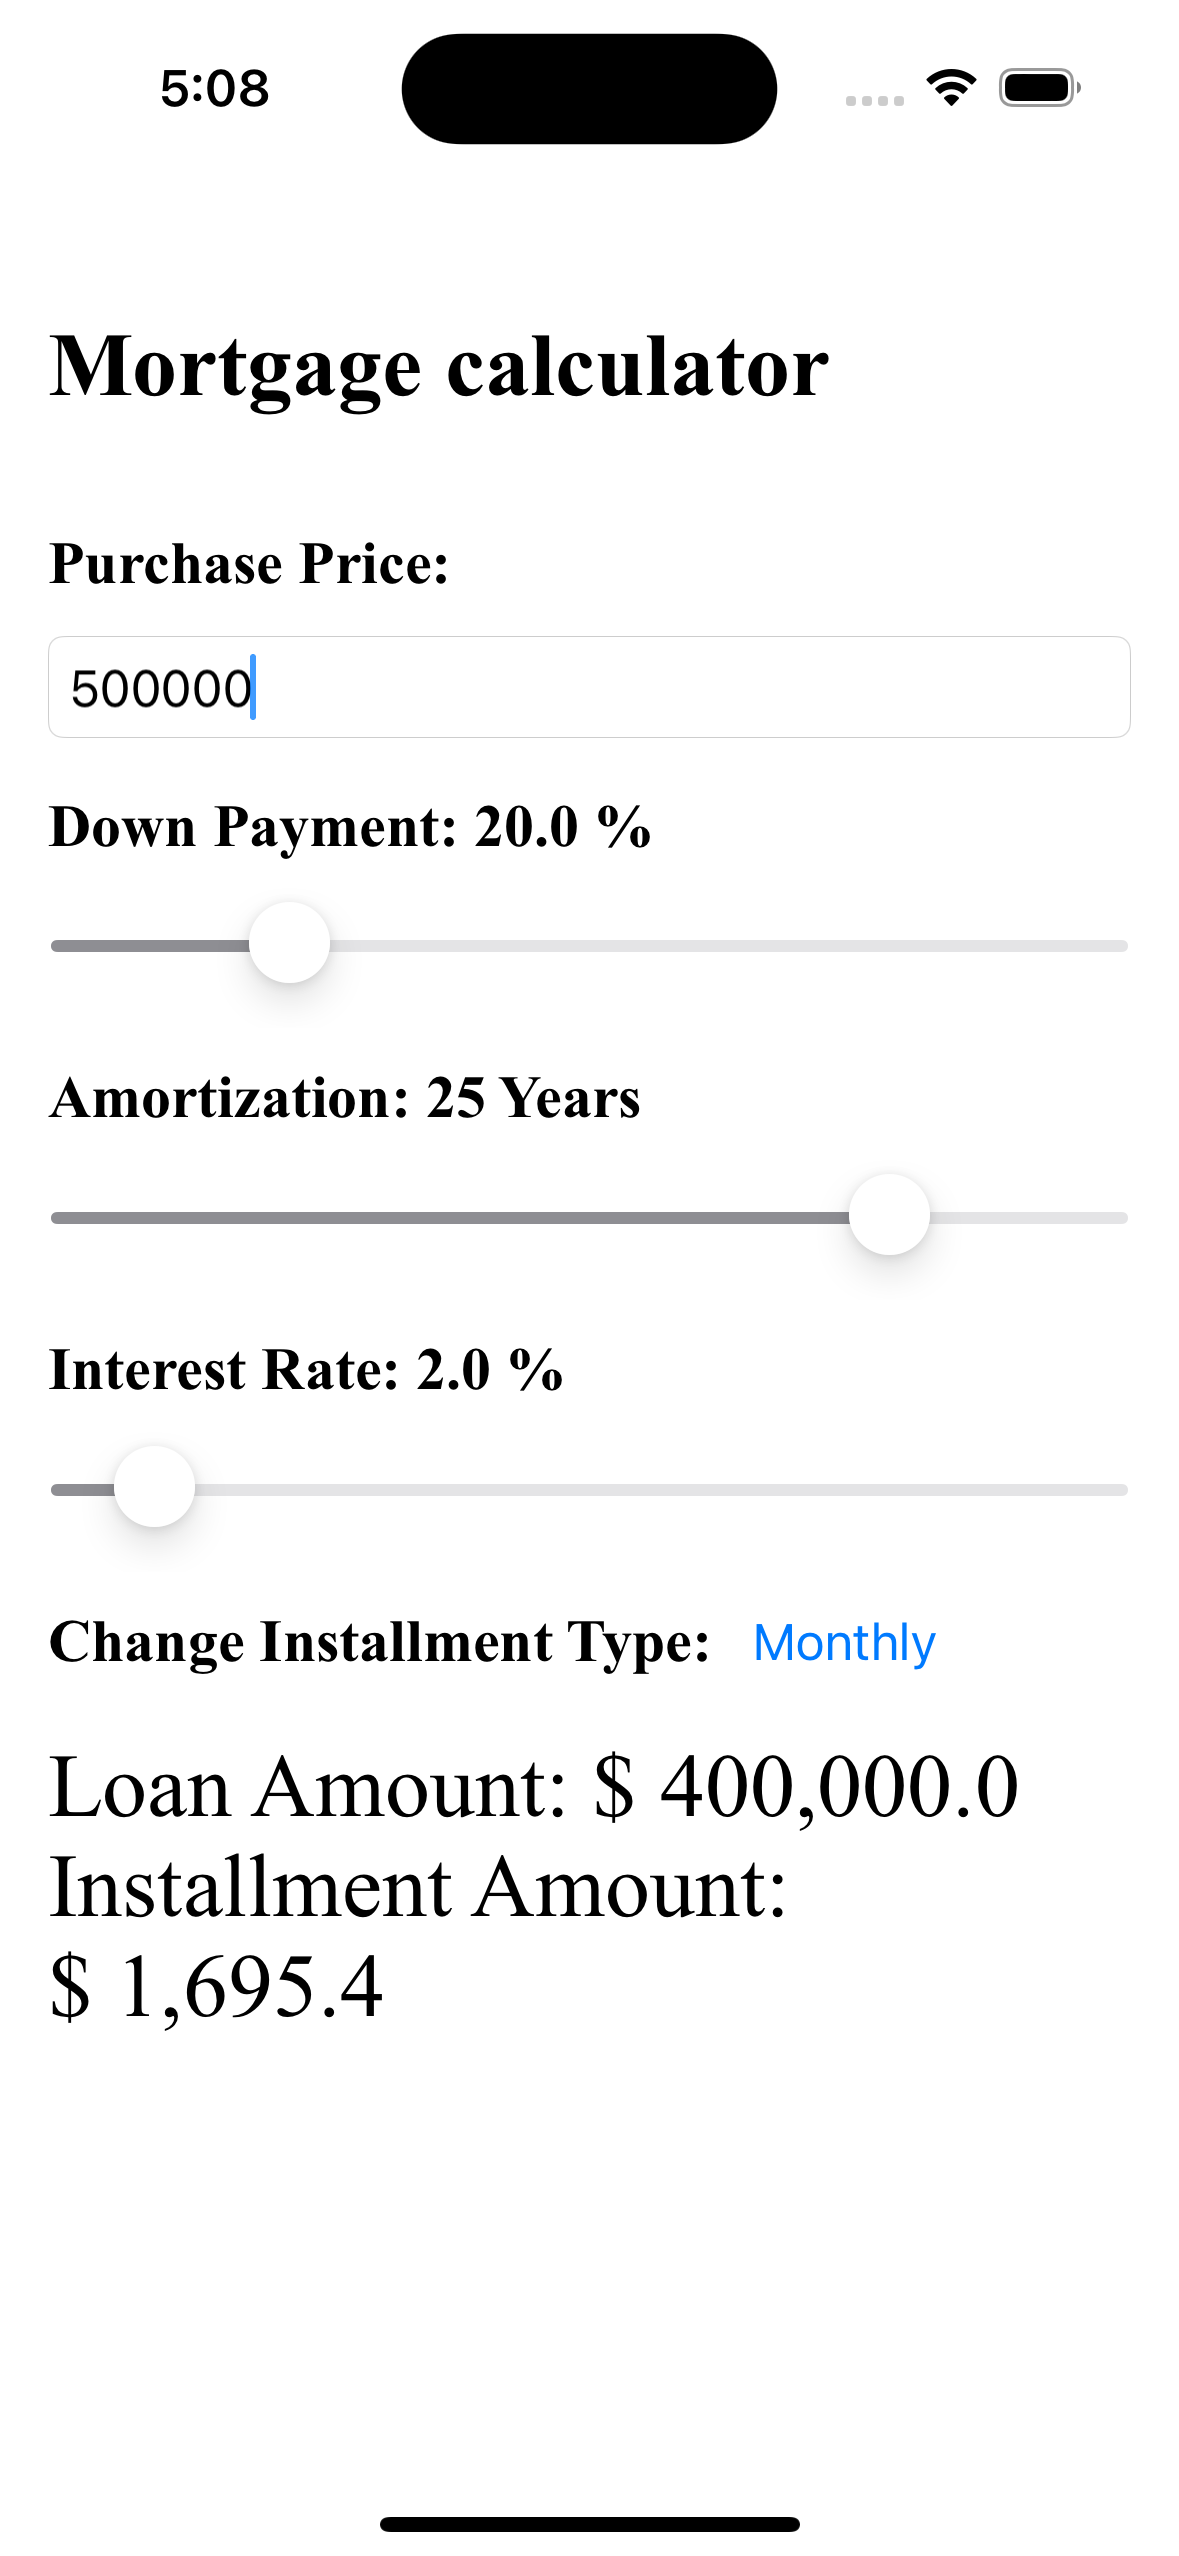 5:08
Mortgage calculator
Purchase Price:
500000
Down Payment: 20.0 %
Amortization: 25 Years
Interest Rate: 2.0 %
Change Installment Type: Monthly
Loan Amount: $ 400,000.0
Installment Amount:
$ 1,695.4